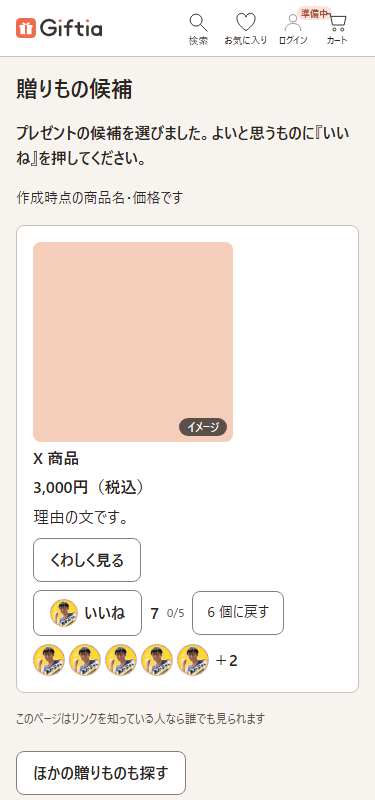 Giftia
検索
お気に入り
ログイン
準備中
カート
贈りもの候補
プレゼントの候補を選びました。よいと思うものに『いい
ね』を押してください。
作成時点の商品名・価格です
イメージ
X 商品
3,000円（税込）
理由の文です。
くわしく見る
いいね 7 0/5 6 個に戻す
＋2
このページはリンクを知っている人なら誰でも見られます
ほかの贈りものも探す